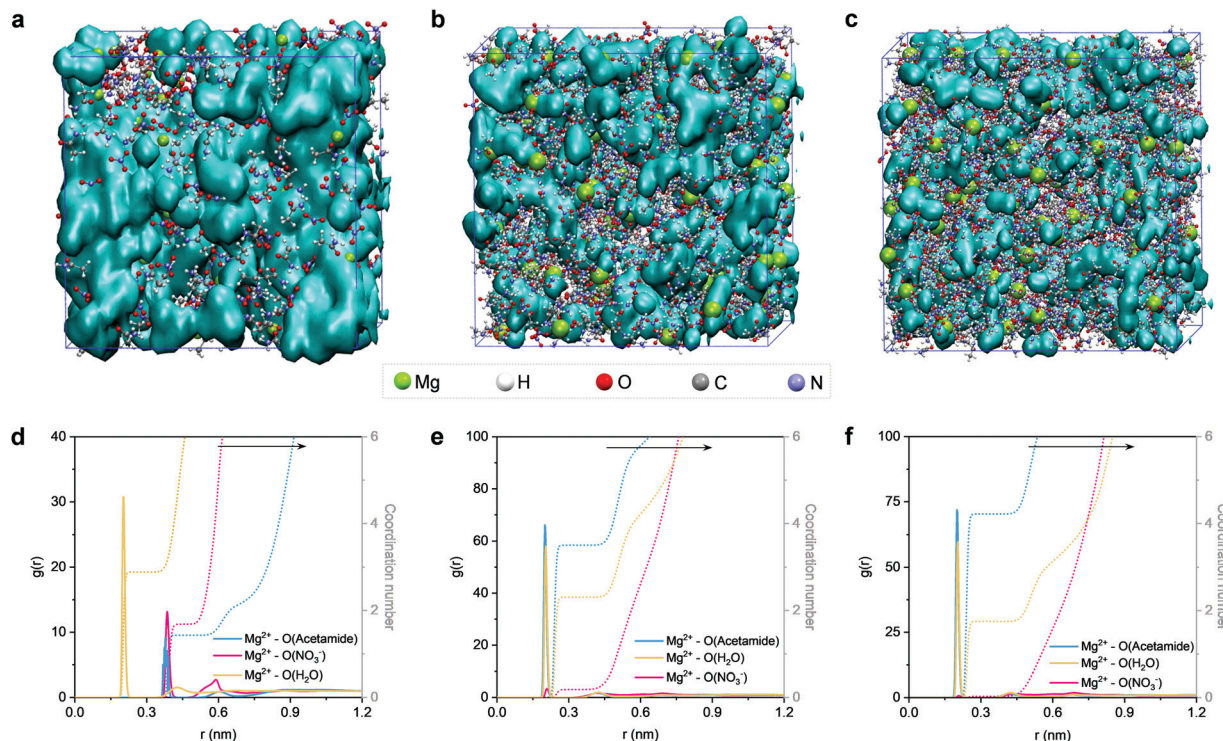 a
b
c
Mg H O C N
d
40
30
20
10
0
g(r)
0.0 0.3 0.6 0.9 1.2
r (nm)
6
4
2
0
Coordination number
Mg²⁺ - O(Acetamide)
Mg²⁺ - O(NO₃⁻)
Mg²⁺ - O(H₂O)
e
100
80
60
40
20
0
g(r)
0.0 0.3 0.6 0.9 1.2
r (nm)
6
4
2
0
Coordination number
Mg²⁺ - O(Acetamide)
Mg²⁺ - O(H₂O)
Mg²⁺ - O(NO₃⁻)
f
100
75
50
25
0
g(r)
0.0 0.3 0.6 0.9 1.2
r (nm)
6
4
2
0
Coordination number
Mg²⁺ - O(Acetamide)
Mg²⁺ - O(H₂O)
Mg²⁺ - O(NO₃⁻)